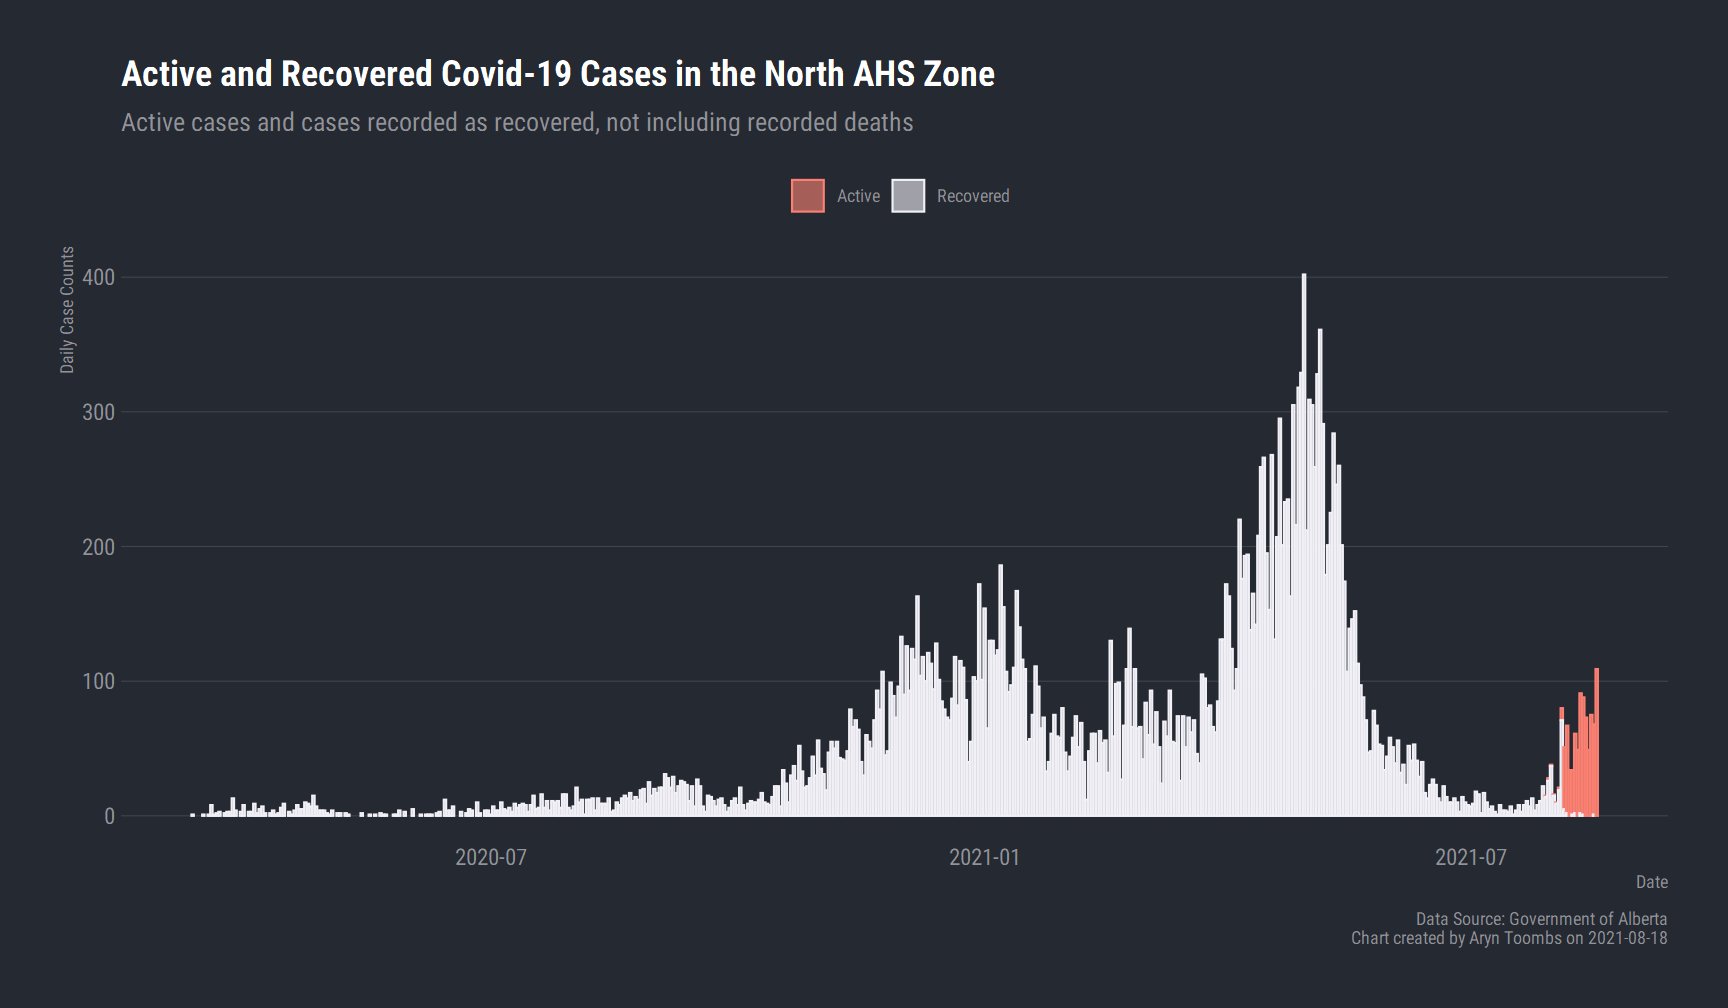 Active and Recovered Covid-19 Cases in the North AHS Zone
Active cases and cases recorded as recovered, not including recorded deaths
Active
Recovered
Daily Case Counts
400
300
200
100
0
2020-07
2021-01
2021-07
Date
Data Source: Government of Alberta
Chart created by Aryn Toombs on 2021-08-18